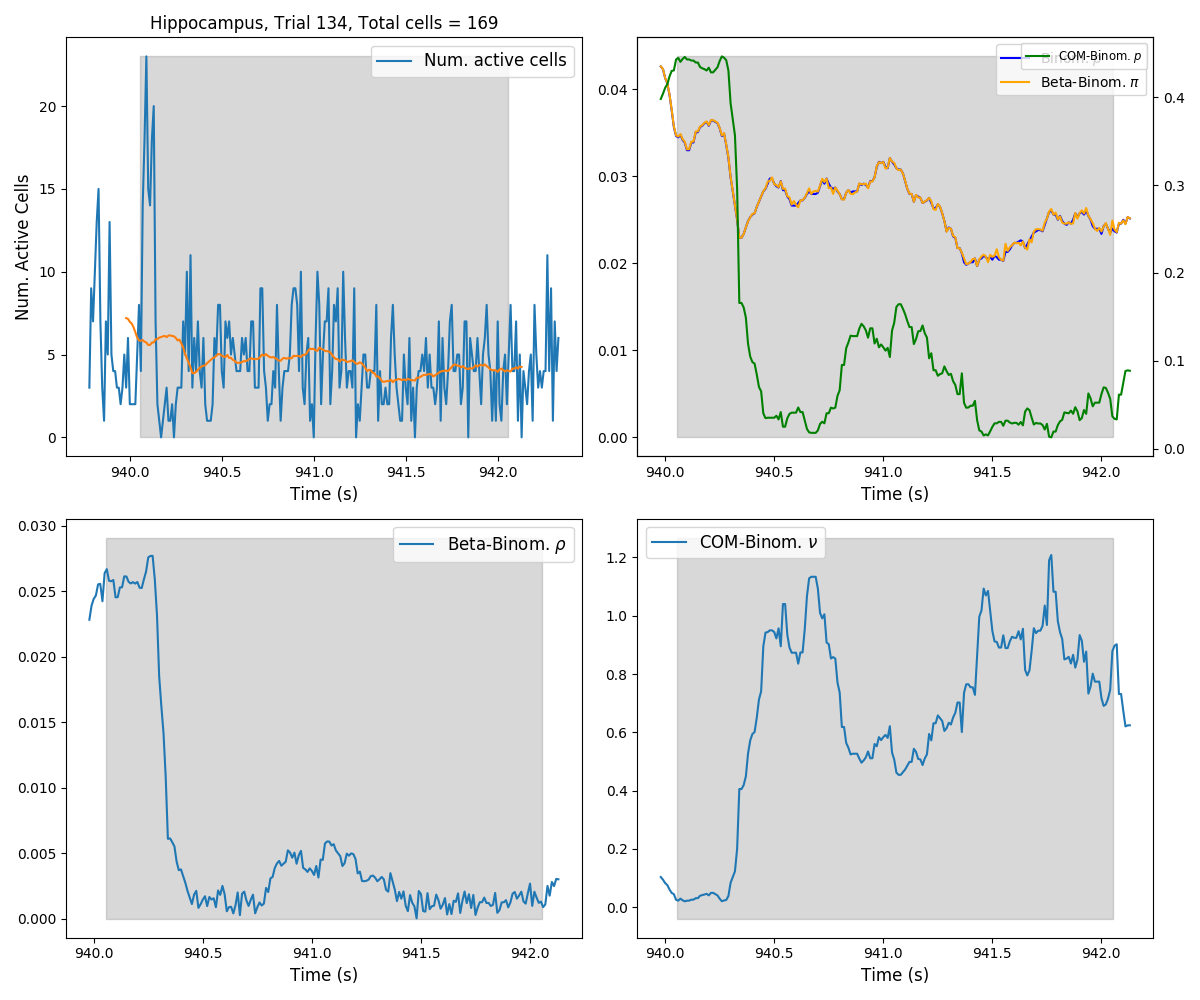 Hippocampus, Trial 134, Total cells = 169
Num. active cells
Num. Active Cells
20
15
10
5
0
940.0 940.5 941.0 941.5 942.0
Time (s)
COM-Binom. p
Beta-Binom. π
0.04
0.03
0.02
0.01
0.00
0.4
0.3
0.2
0.1
0.0
940.0 940.5 941.0 941.5 942.0
Time (s)
Beta-Binom. ρ
0.030
0.025
0.020
0.015
0.010
0.005
0.000
940.0 940.5 941.0 941.5 942.0
Time (s)
COM-Binom. ν
1.2
1.0
0.8
0.6
0.4
0.2
0.0
940.0 940.5 941.0 941.5 942.0
Time (s)